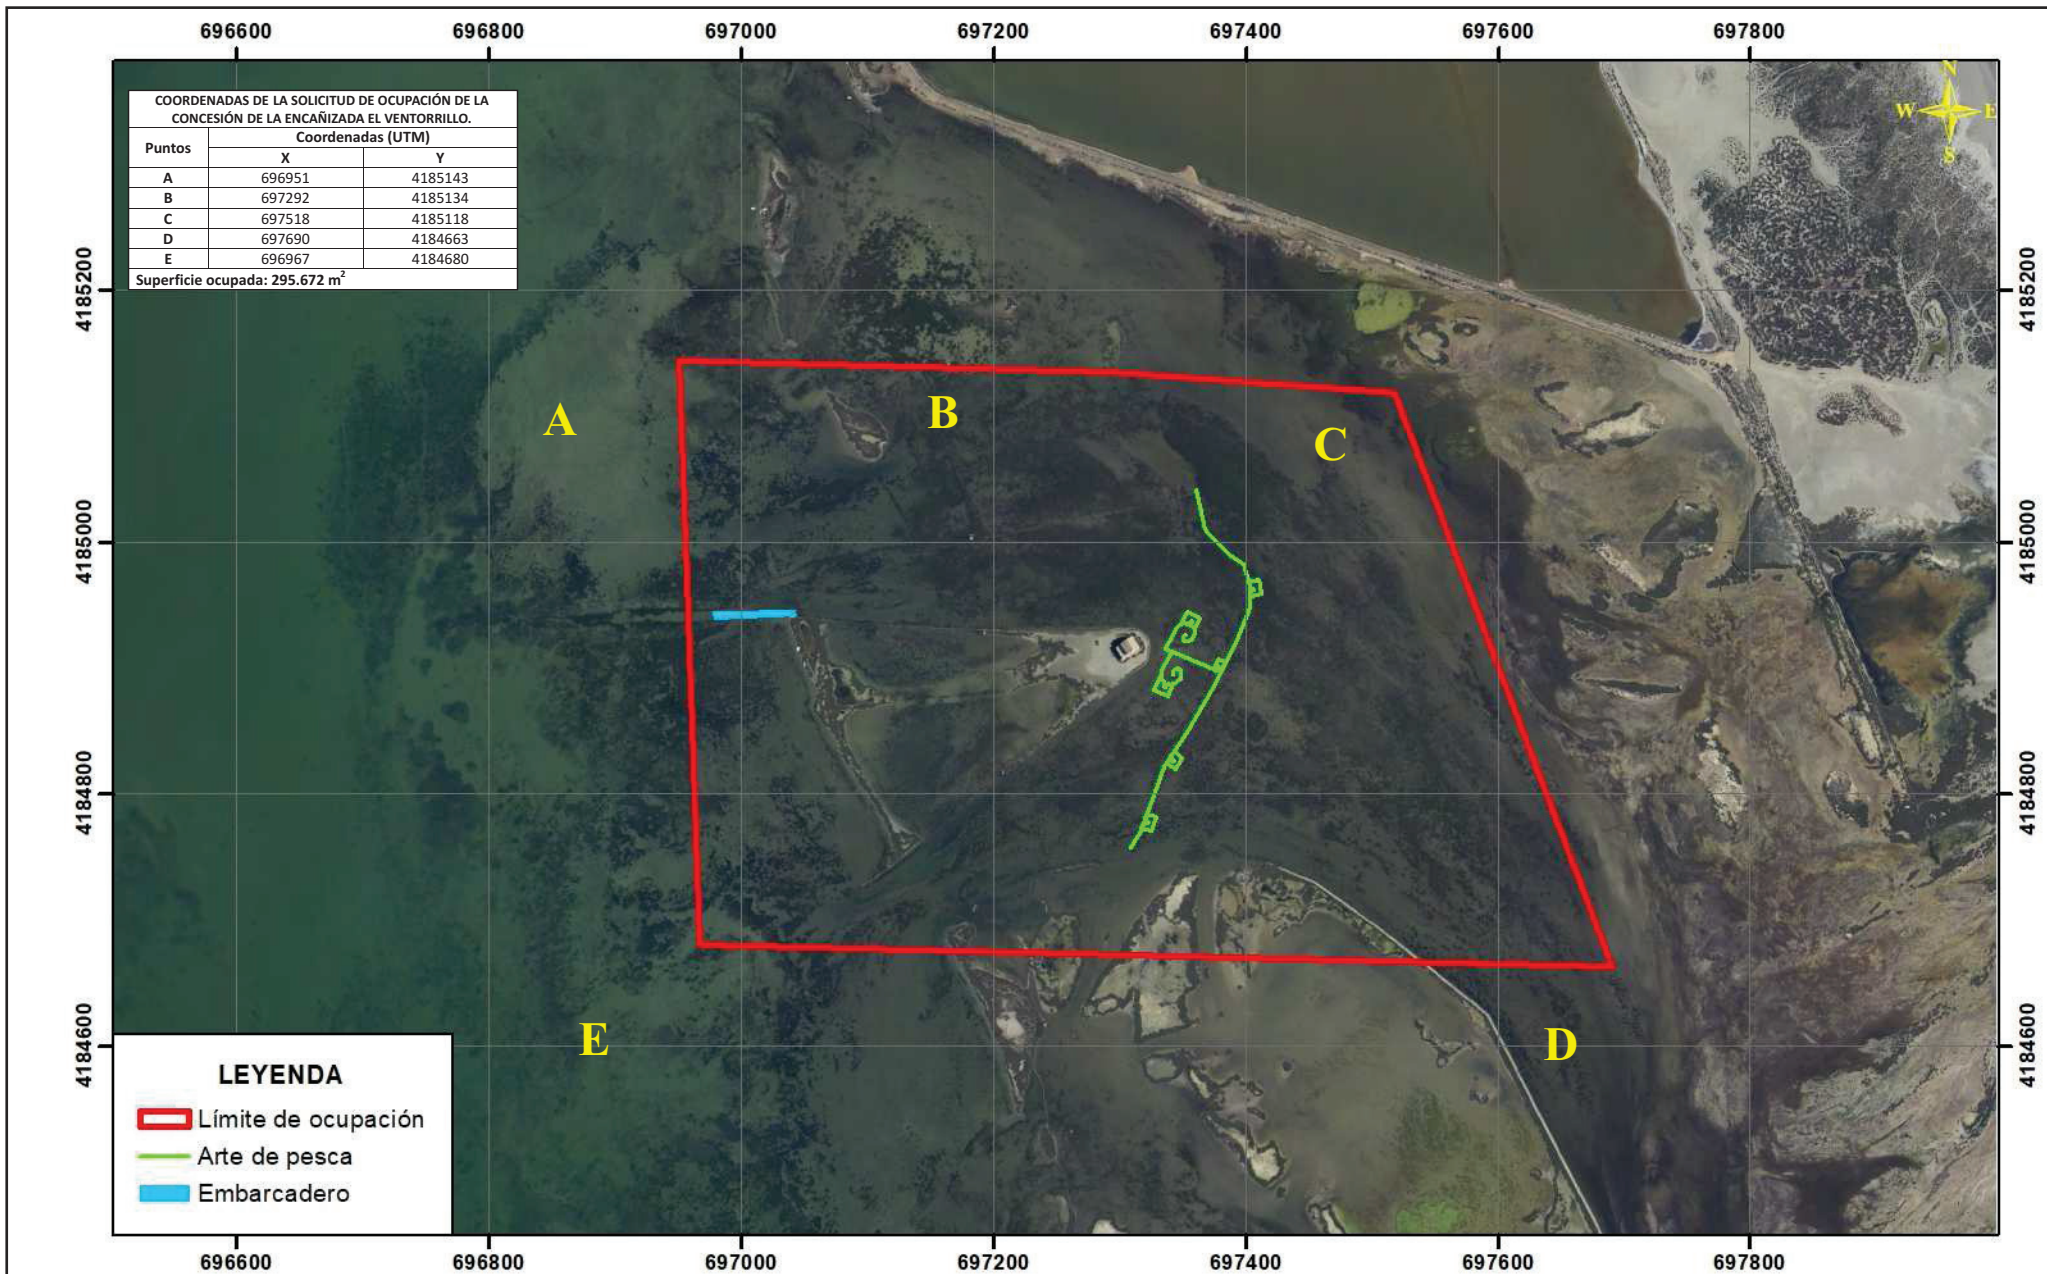 696600 696800 697000 697200 697400 697600 697800
COORDENADAS DE LA SOLICITUD DE OCUPACIÓN DE LA
CONCESIÓN DE LA ENCAÑIZADA EL VENTORRILLO.
Puntos Coordenadas (UTM)
X Y
A 696951 4185143
B 697292 4185134
C 697518 4185118
D 697690 4184663
E 696967 4184680
Superficie ocupada: 295.672 m²
N
W E
S
4185200 4185200
A B C
4185000 4185000
4184800 4184800
4184600 4184600
E D
LEYENDA
Límite de ocupación
Arte de pesca
Embarcadero
696600 696800 697000 697200 697400 697600 697800